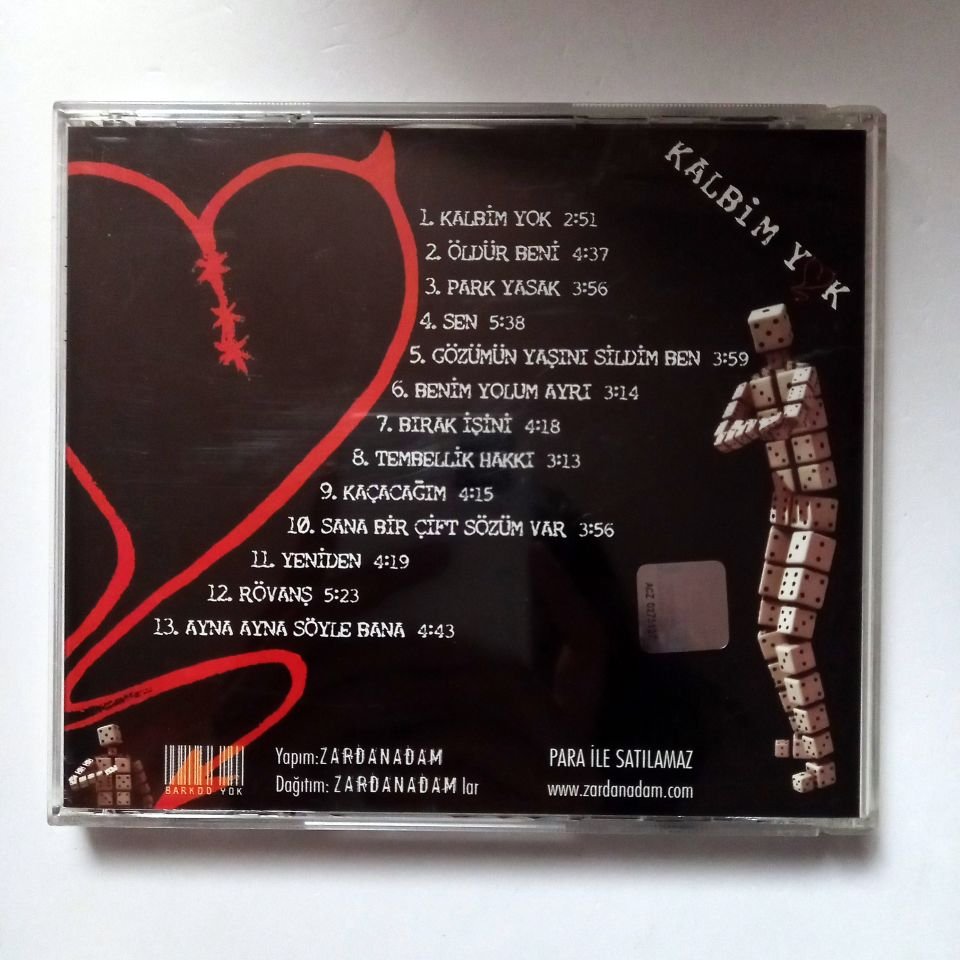 KALBİM YOK
1. KALBİM YOK 2:51
2. ÖLDÜR BENİ 4:37
3. PARK YASAK 3:56
4. SEN 5:38
5. GÖZÜMÜN YAŞINI SİLDİM BEN 3:59
6. BENİM YOLUM AYRI 3:14
7. BIRAK İŞİNİ 4:18
8. TEMBELLİK HAKKI 3:13
9. KAÇACAĞIM 4:15
10. SANA BİR ÇİFT SÖZÜM VAR 3:56
11. YENİDEN 4:19
12. RÖVANŞ 5:23
13. AYNA AYNA SÖYLE BANA 4:43
BARKOD YOK
Yapım:ZARDANADAM
Dağıtım: ZARDANADAM lar
PARA İLE SATILAMAZ
www.zardanadam.com